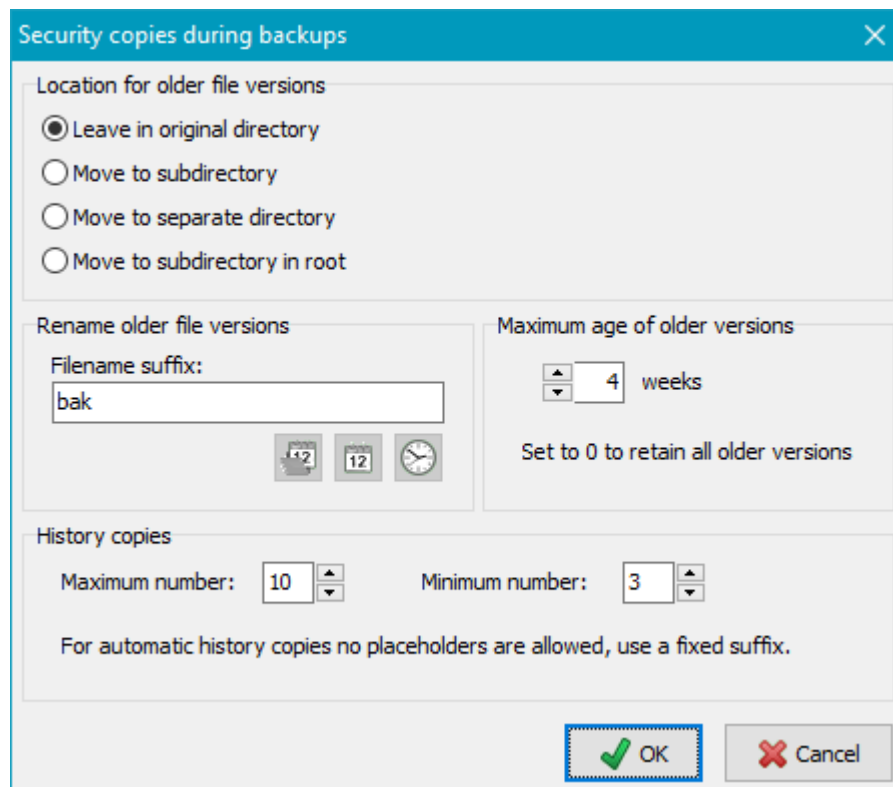 Security copies during backups
Location for older file versions
Leave in original directory
Move to subdirectory
Move to separate directory
Move to subdirectory in root
Rename older file versions
Filename suffix:
bak
12 12
Maximum age of older versions
4 weeks
Set to 0 to retain all older versions
History copies
Maximum number: 10 Minimum number: 3
For automatic history copies no placeholders are allowed, use a fixed suffix.
OK Cancel